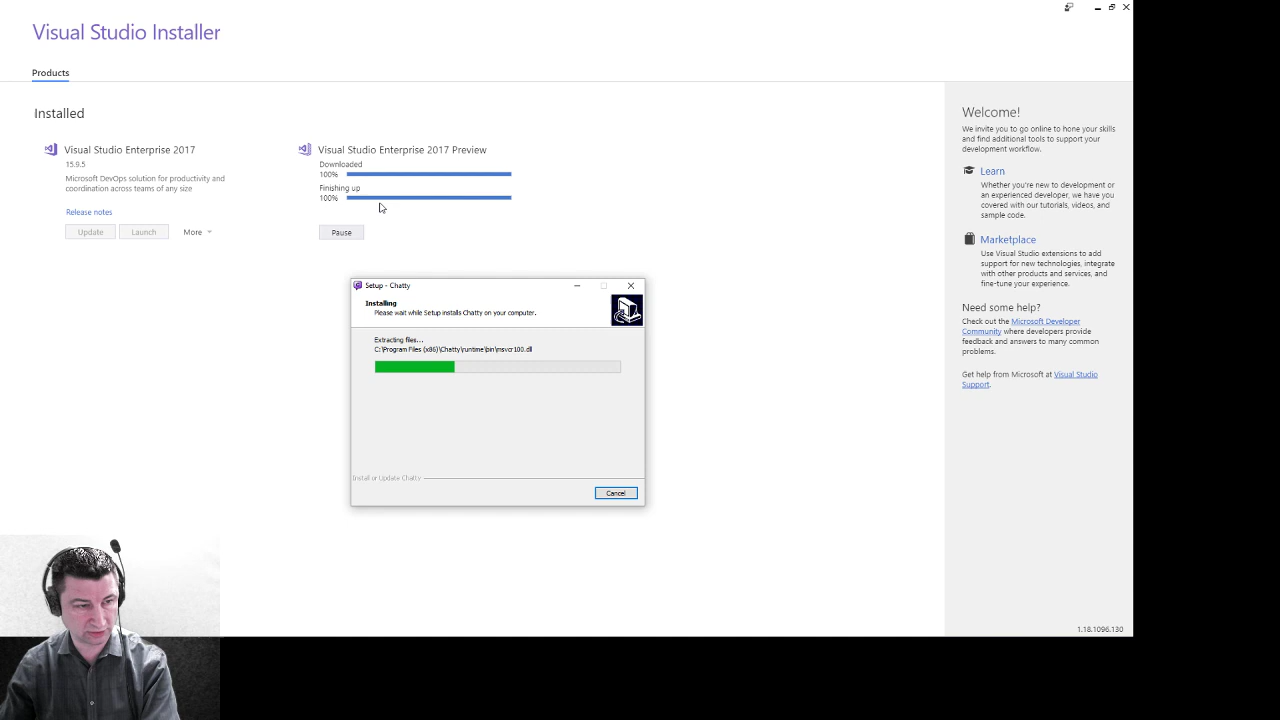 Visual Studio Installer
Products
Installed
Visual Studio Enterprise 2017
15.9.5
Microsoft DevOps solution for productivity and
coordination across teams of any size
Release notes
Update
Launch
More
Visual Studio Enterprise 2017 Preview
Downloaded
100%
Finishing up
100%
Pause
Setup - Chatty
Installing
Please wait while Setup installs Chatty on your computer.
Extracting files...
C:\Program Files (x86)\Chatty\runtime\bin\msvcr100.dll
Install or Update Chatty
Cancel
Welcome!
We invite you to go online to hone your skills
and find additional tools to support your
development workflow.
Learn
Whether you're new to development or
an experienced developer, we have you
covered with our tutorials, videos, and
sample code.
Marketplace
Use Visual Studio extensions to add
support for new technologies, integrate
with other products and services, and
fine-tune your experience.
Need some help?
Check out the Microsoft Developer
Community where developers provide
feedback and answers to many common
problems.
Get help from Microsoft at Visual Studio
Support.
1.18.1096.130